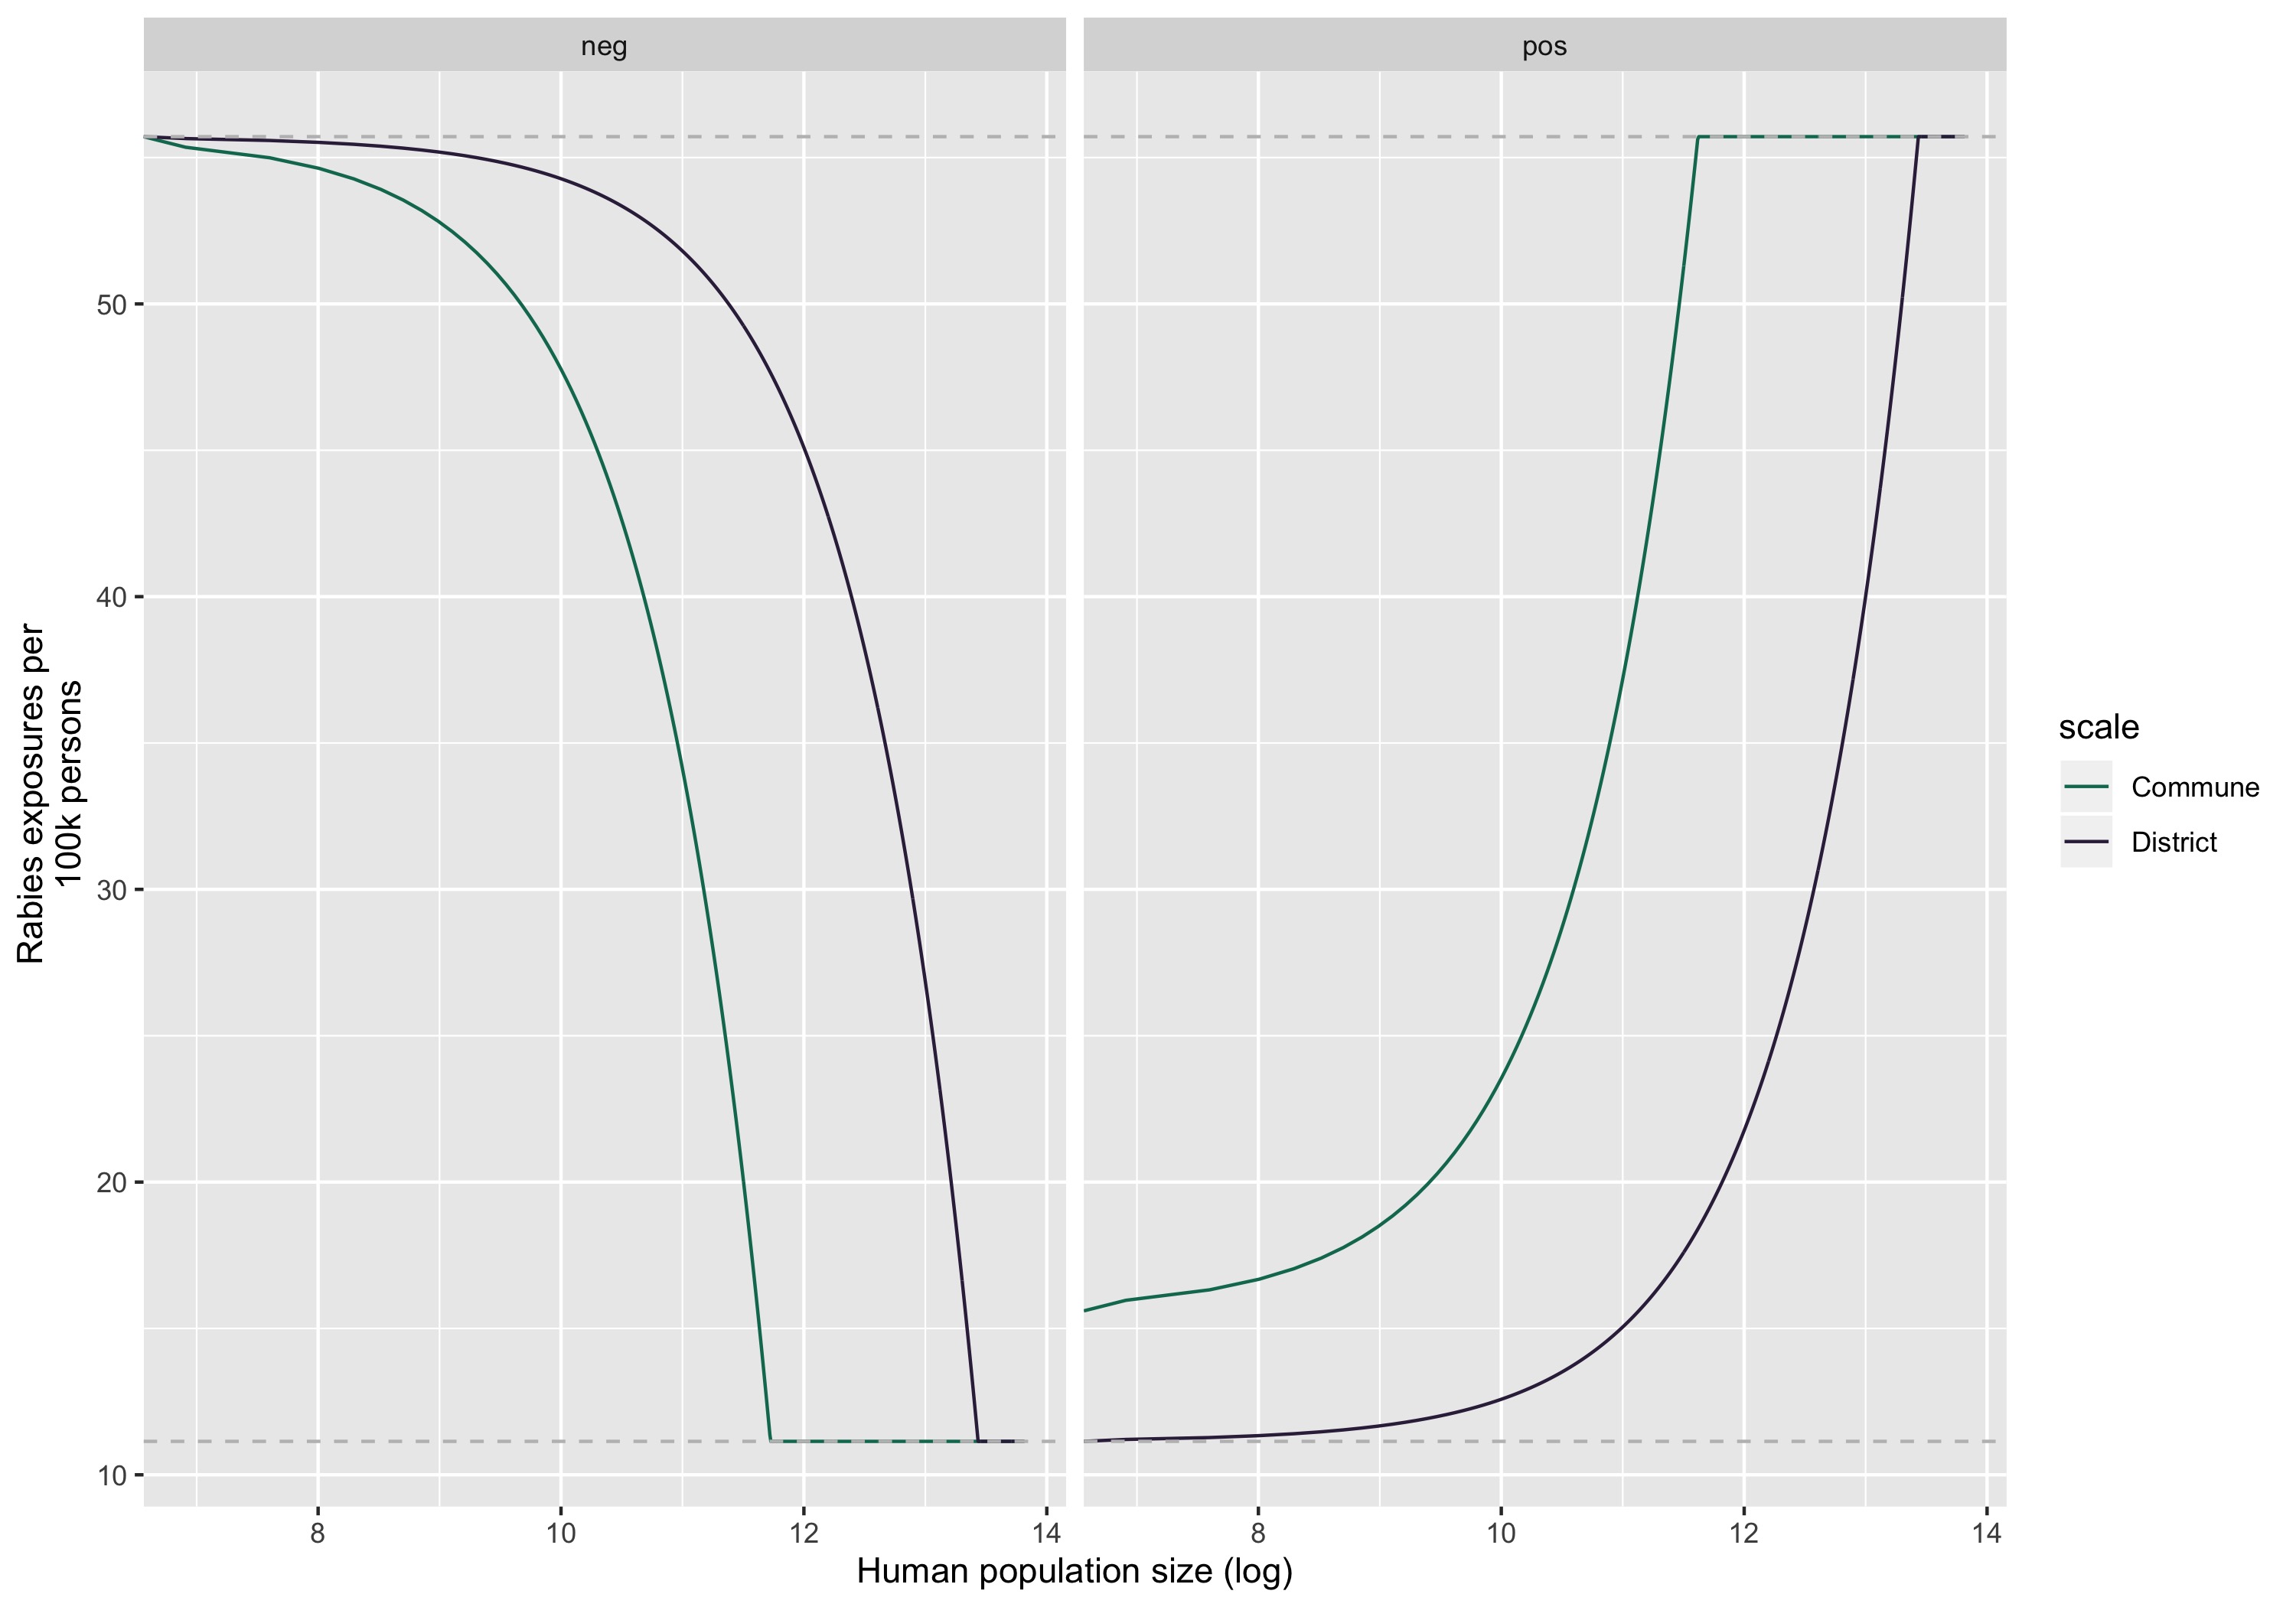 neg
pos
Rabies exposures per
100k persons
50
40
30
20
10
8
10
12
14
8
10
12
14
Human population size (log)
scale
Commune
District